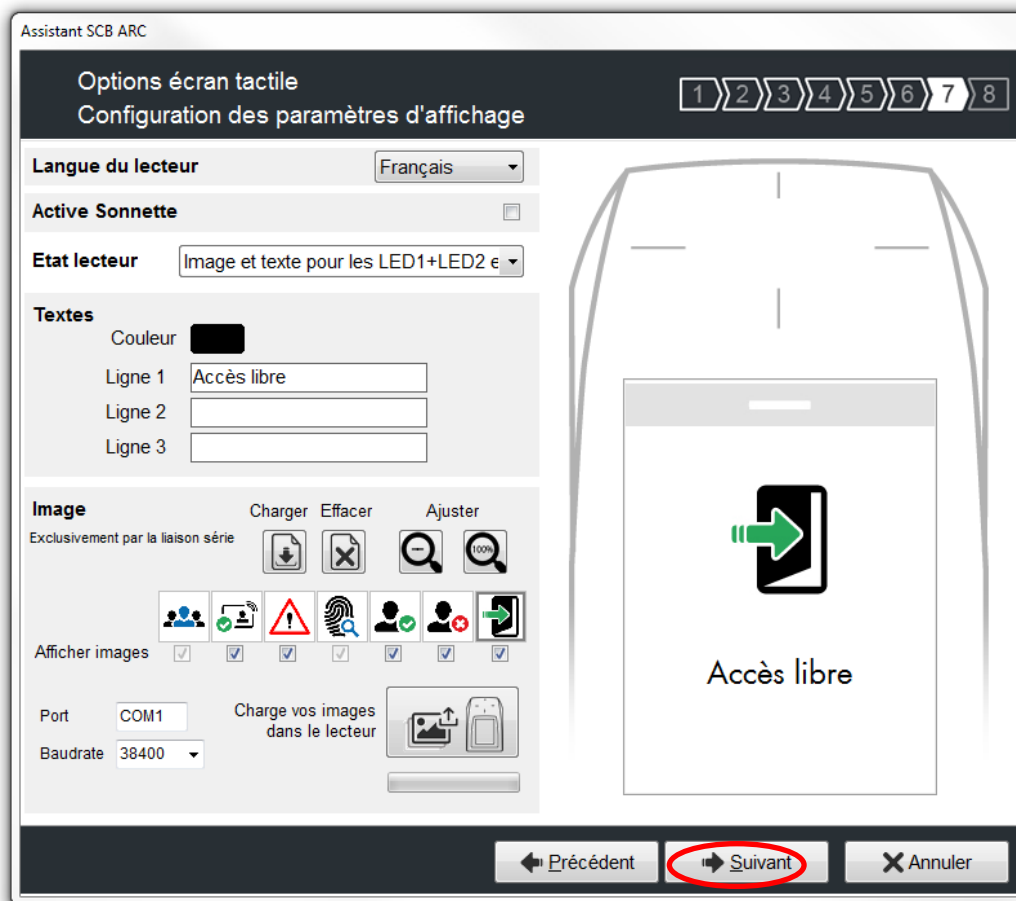 Assistant SCB ARC
Options écran tactile
Configuration des paramètres d'affichage
1 2 3 4 5 6 7 8
Langue du lecteur Français
Active Sonnette
Etat lecteur Image et texte pour les LED1+LED2 e
Textes
Couleur
Ligne 1 Accès libre
Ligne 2
Ligne 3
Image Charger Effacer Ajuster
Exclusivement par la liaison série
100%
Afficher images
Port COM1
Baudrate 38400
Charge vos images
dans le lecteur
Accès libre
Précédent Suivant Annuler